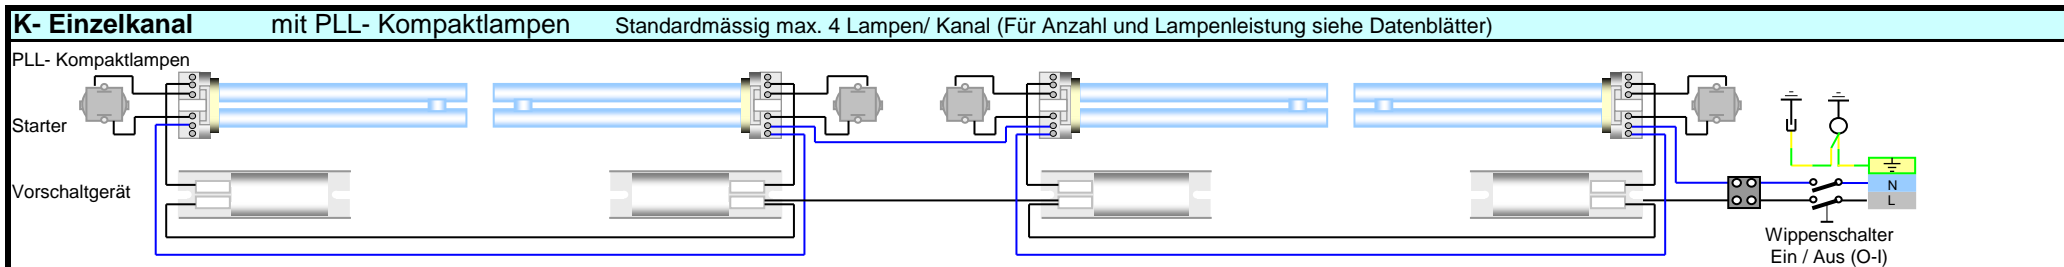 K- Einzelkanal mit PLL- Kompaktlampen Standardmässig max. 4 Lampen/ Kanal (Für Anzahl und Lampenleistung siehe Datenblätter)
PLL- Kompaktlampen
Starter
Vorschaltgerät
N
L
Wippenschalter
Ein / Aus (O-I)